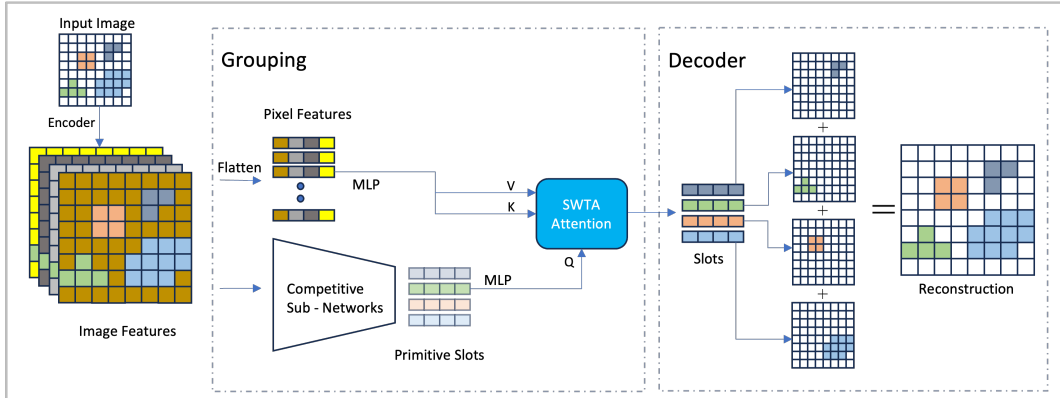 Input Image
Encoder
Image Features
Grouping
Flatten
Pixel Features
MLP
V
K
SWTA
Attention
Q
Competitive
Sub - Networks
MLP
Primitive Slots
Decoder
Slots
+
+
+
=
Reconstruction